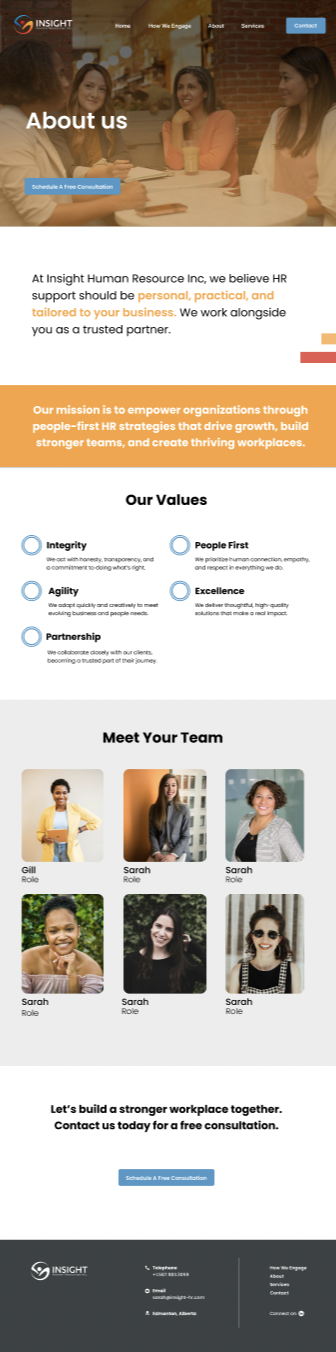 INSIGHT
Home
How We Engage
About
Services
Contact
About us
Schedule A Free Consultation
At Insight Human Resource Inc, we believe HR
support should be personal, practical, and
tailored to your business. We work alongside
you as a trusted partner.
Our mission is to empower organizations through
people-first HR strategies that drive growth, build
stronger teams, and create thriving workplaces.
Our Values
Integrity
We act with honesty, transparency, and
a commitment to doing what's right.
People First
We prioritize human connection, empathy,
and respect in everything we do.
Agility
We adapt quickly and creatively to meet
evolving business and people needs.
Excellence
We deliver thoughtful, high-quality
solutions that make a real impact.
Partnership
We collaborate closely with our clients,
becoming a trusted part of their journey.
Meet Your Team
Gill
Role
Sarah
Role
Sarah
Role
Sarah
Role
Sarah
Role
Sarah
Role
Let's build a stronger workplace together.
Contact us today for a free consultation.
Schedule A Free Consultation
INSIGHT
Telephone
Email
Edmonton, Alberta
How We Engage
About
Services
Contact
Connect on